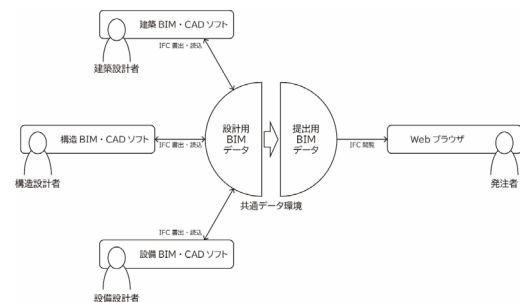 建築 BIM・CAD ソフト
建築設計者
IFC 書出・読込
構造 BIM・CAD ソフト
構造設計者
IFC 書出・読込
設計用
BIM
データ
提出用
BIM
データ
IFC 閲覧
Web ブラウザ
発注者
共通データ環境
IFC 書出・読込
設備 BIM・CAD ソフト
設備設計者